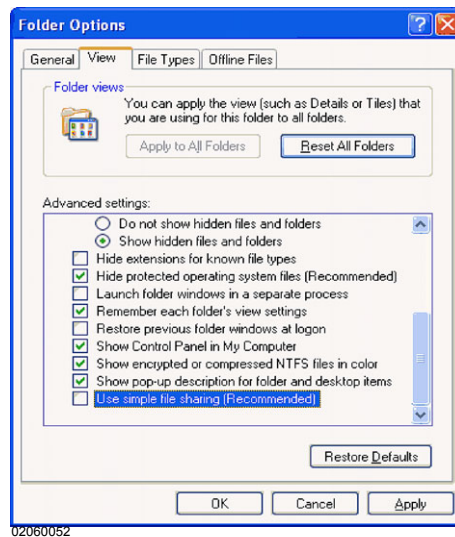 Folder Options
General View File Types Offline Files
Folder views
You can apply the view (such as Details or Tiles) that
you are using for this folder to all folders.
Apply to All Folders Reset All Folders
Advanced settings:
Do not show hidden files and folders
Show hidden files and folders
Hide extensions for known file types
Hide protected operating system files (Recommended)
Launch folder windows in a separate process
Remember each folder's view settings
Restore previous folder windows at logon
Show Control Panel in My Computer
Show encrypted or compressed NTFS files in color
Show pop-up description for folder and desktop items
Use simple file sharing (Recommended)
Restore Defaults
OK Cancel Apply
02060052